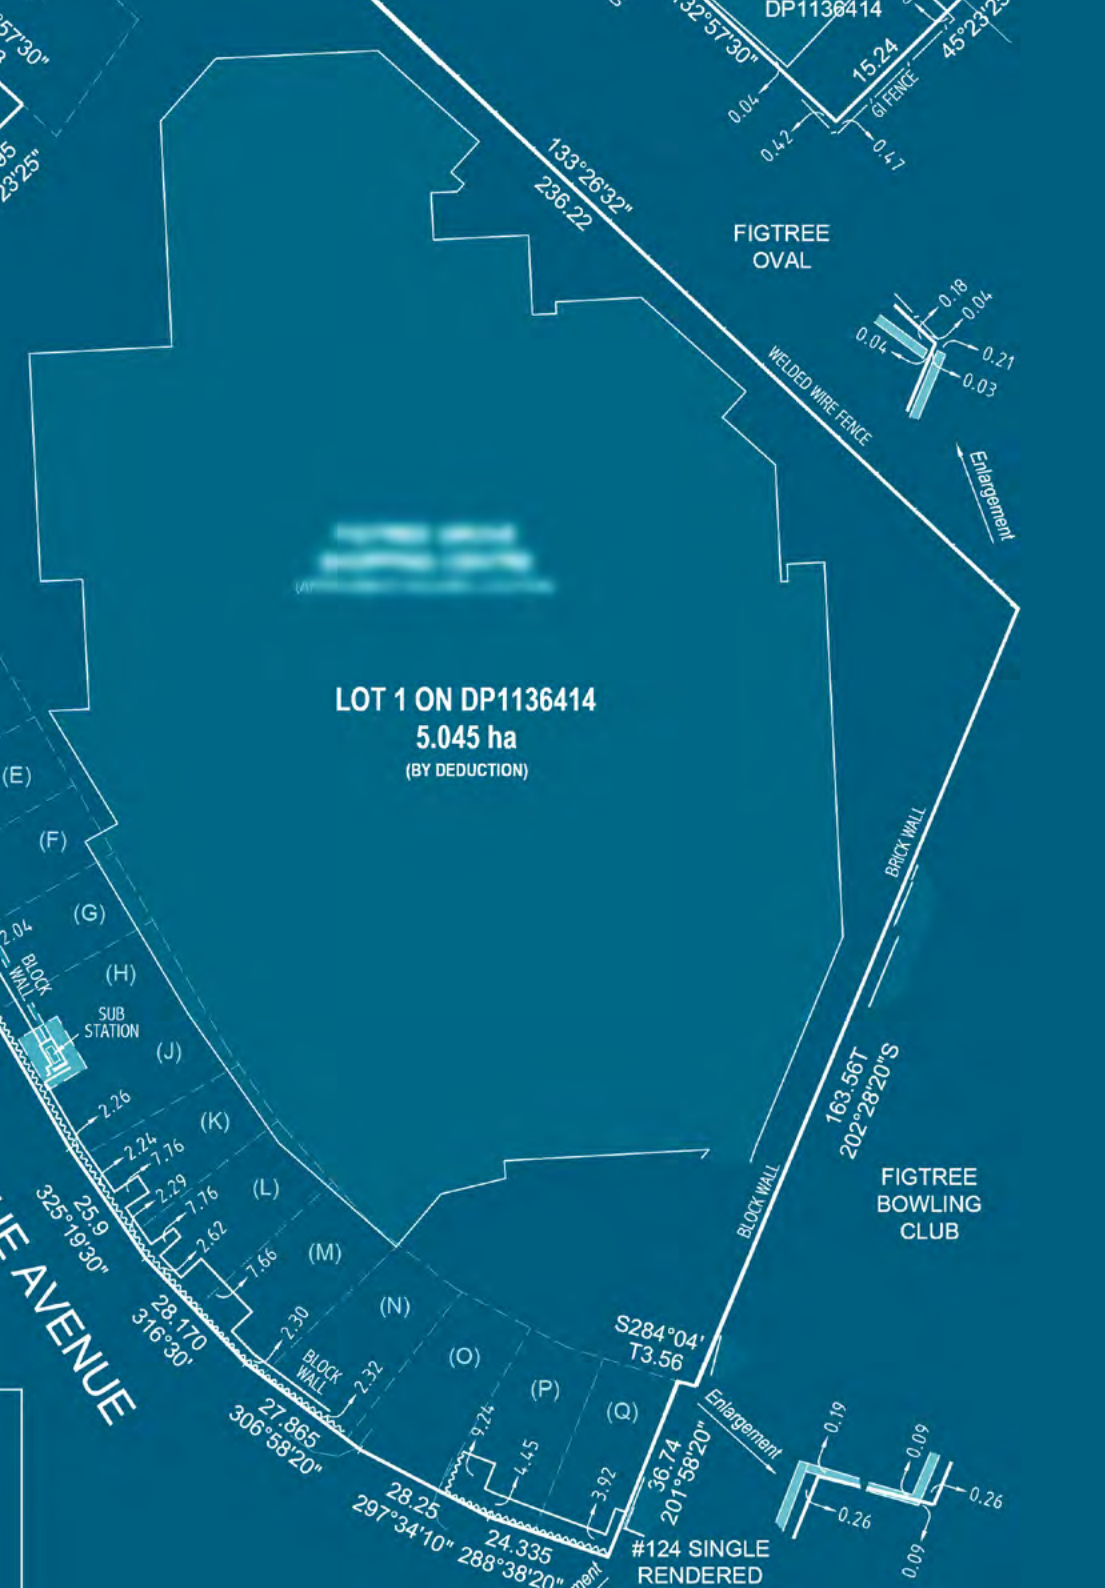 DP1136414
132°57'30"
15.24
45°23'25"
GI FENCE
0.04
0.42
0.47
57'30"
23'25"
133°26'32"
236.22
FIGTREE
OVAL
0.18
0.04
0.04
0.21
0.03
WELDED WIRE FENCE
Enlargement
LOT 1 ON DP1136414
5.045 ha
(BY DEDUCTION)
(E)
(F)
(G)
(H)
(J)
(K)
(L)
(M)
(N)
(O)
(P)
(Q)
2.04
BLOCK
WALL
SUB
STATION
2.26
2.24
7.76
2.29
7.76
2.62
7.66
2.30
BLOCK
WALL
2.32
9.24
4.45
3.92
BRICK WALL
163.56T
202°28'20"S
BLOCK WALL
FIGTREE
BOWLING
CLUB
S284°04'
T3.56
25.9
325°19'30"
AVENUE
28.170
316°30'
27.865
306°58'20"
28.25
297°34'10"
24.335
288°38'20"
36.74
201°58'20"
Enlargement
0.19
0.09
0.26
0.26
0.09
#124 SINGLE
RENDERED